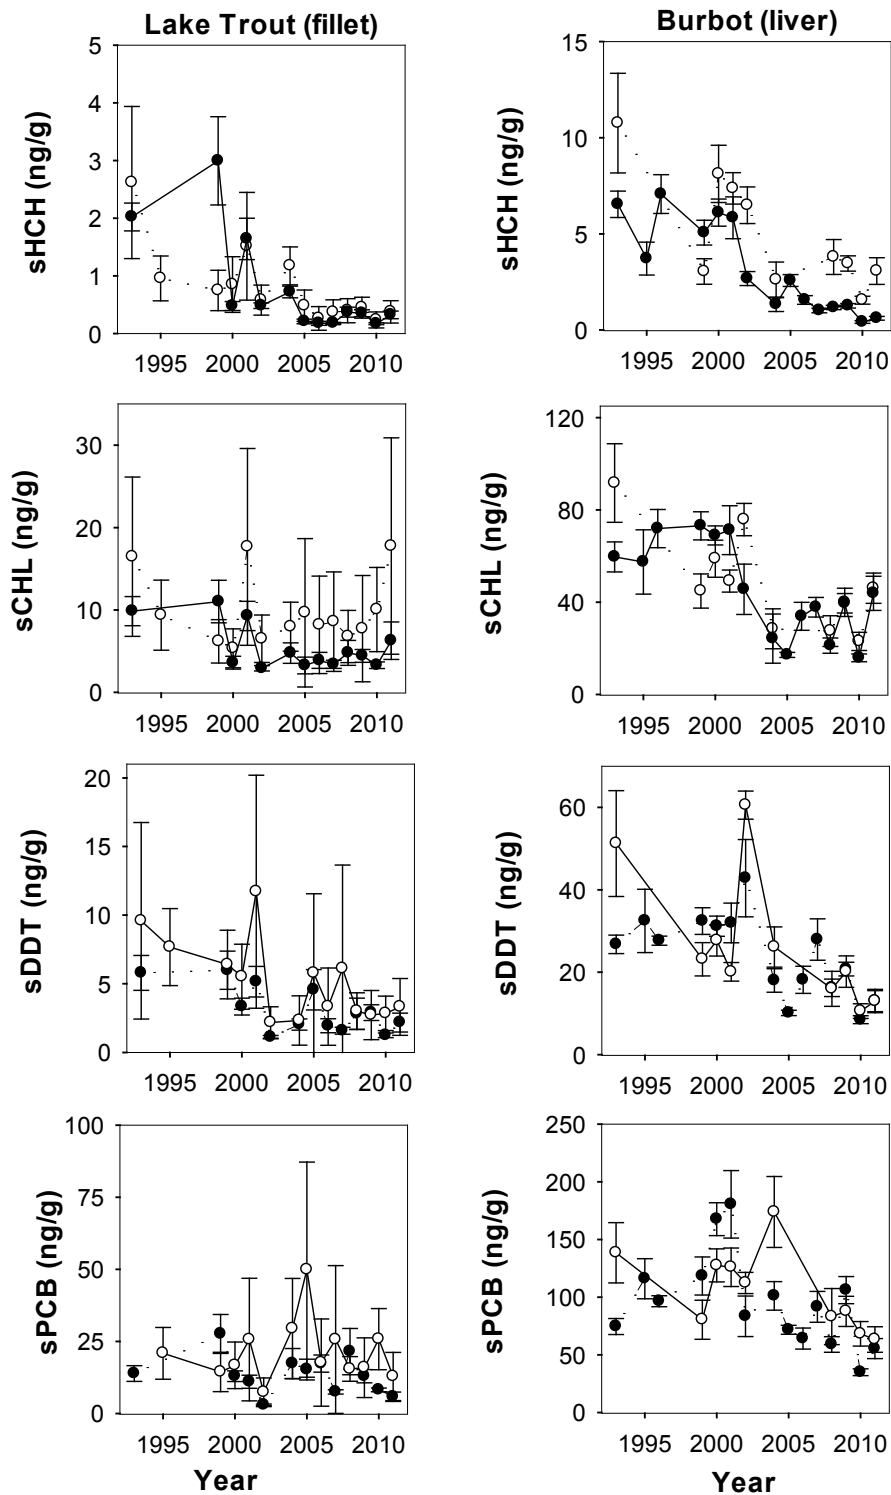 Lake Trout (fillet)
Burbot (liver)
sHCH (ng/g)
5
4
3
2
1
0
1995 2000 2005 2010
sHCH (ng/g)
15
10
5
0
1995 2000 2005 2010
sCHL (ng/g)
30
20
10
0
1995 2000 2005 2010
sCHL (ng/g)
120
80
40
0
1995 2000 2005 2010
sDDT (ng/g)
20
15
10
5
0
1995 2000 2005 2010
sDDT (ng/g)
60
40
20
0
1995 2000 2005 2010
sPCB (ng/g)
100
75
50
25
0
1995 2000 2005 2010
Year
sPCB (ng/g)
250
200
150
100
50
0
1995 2000 2005 2010
Year